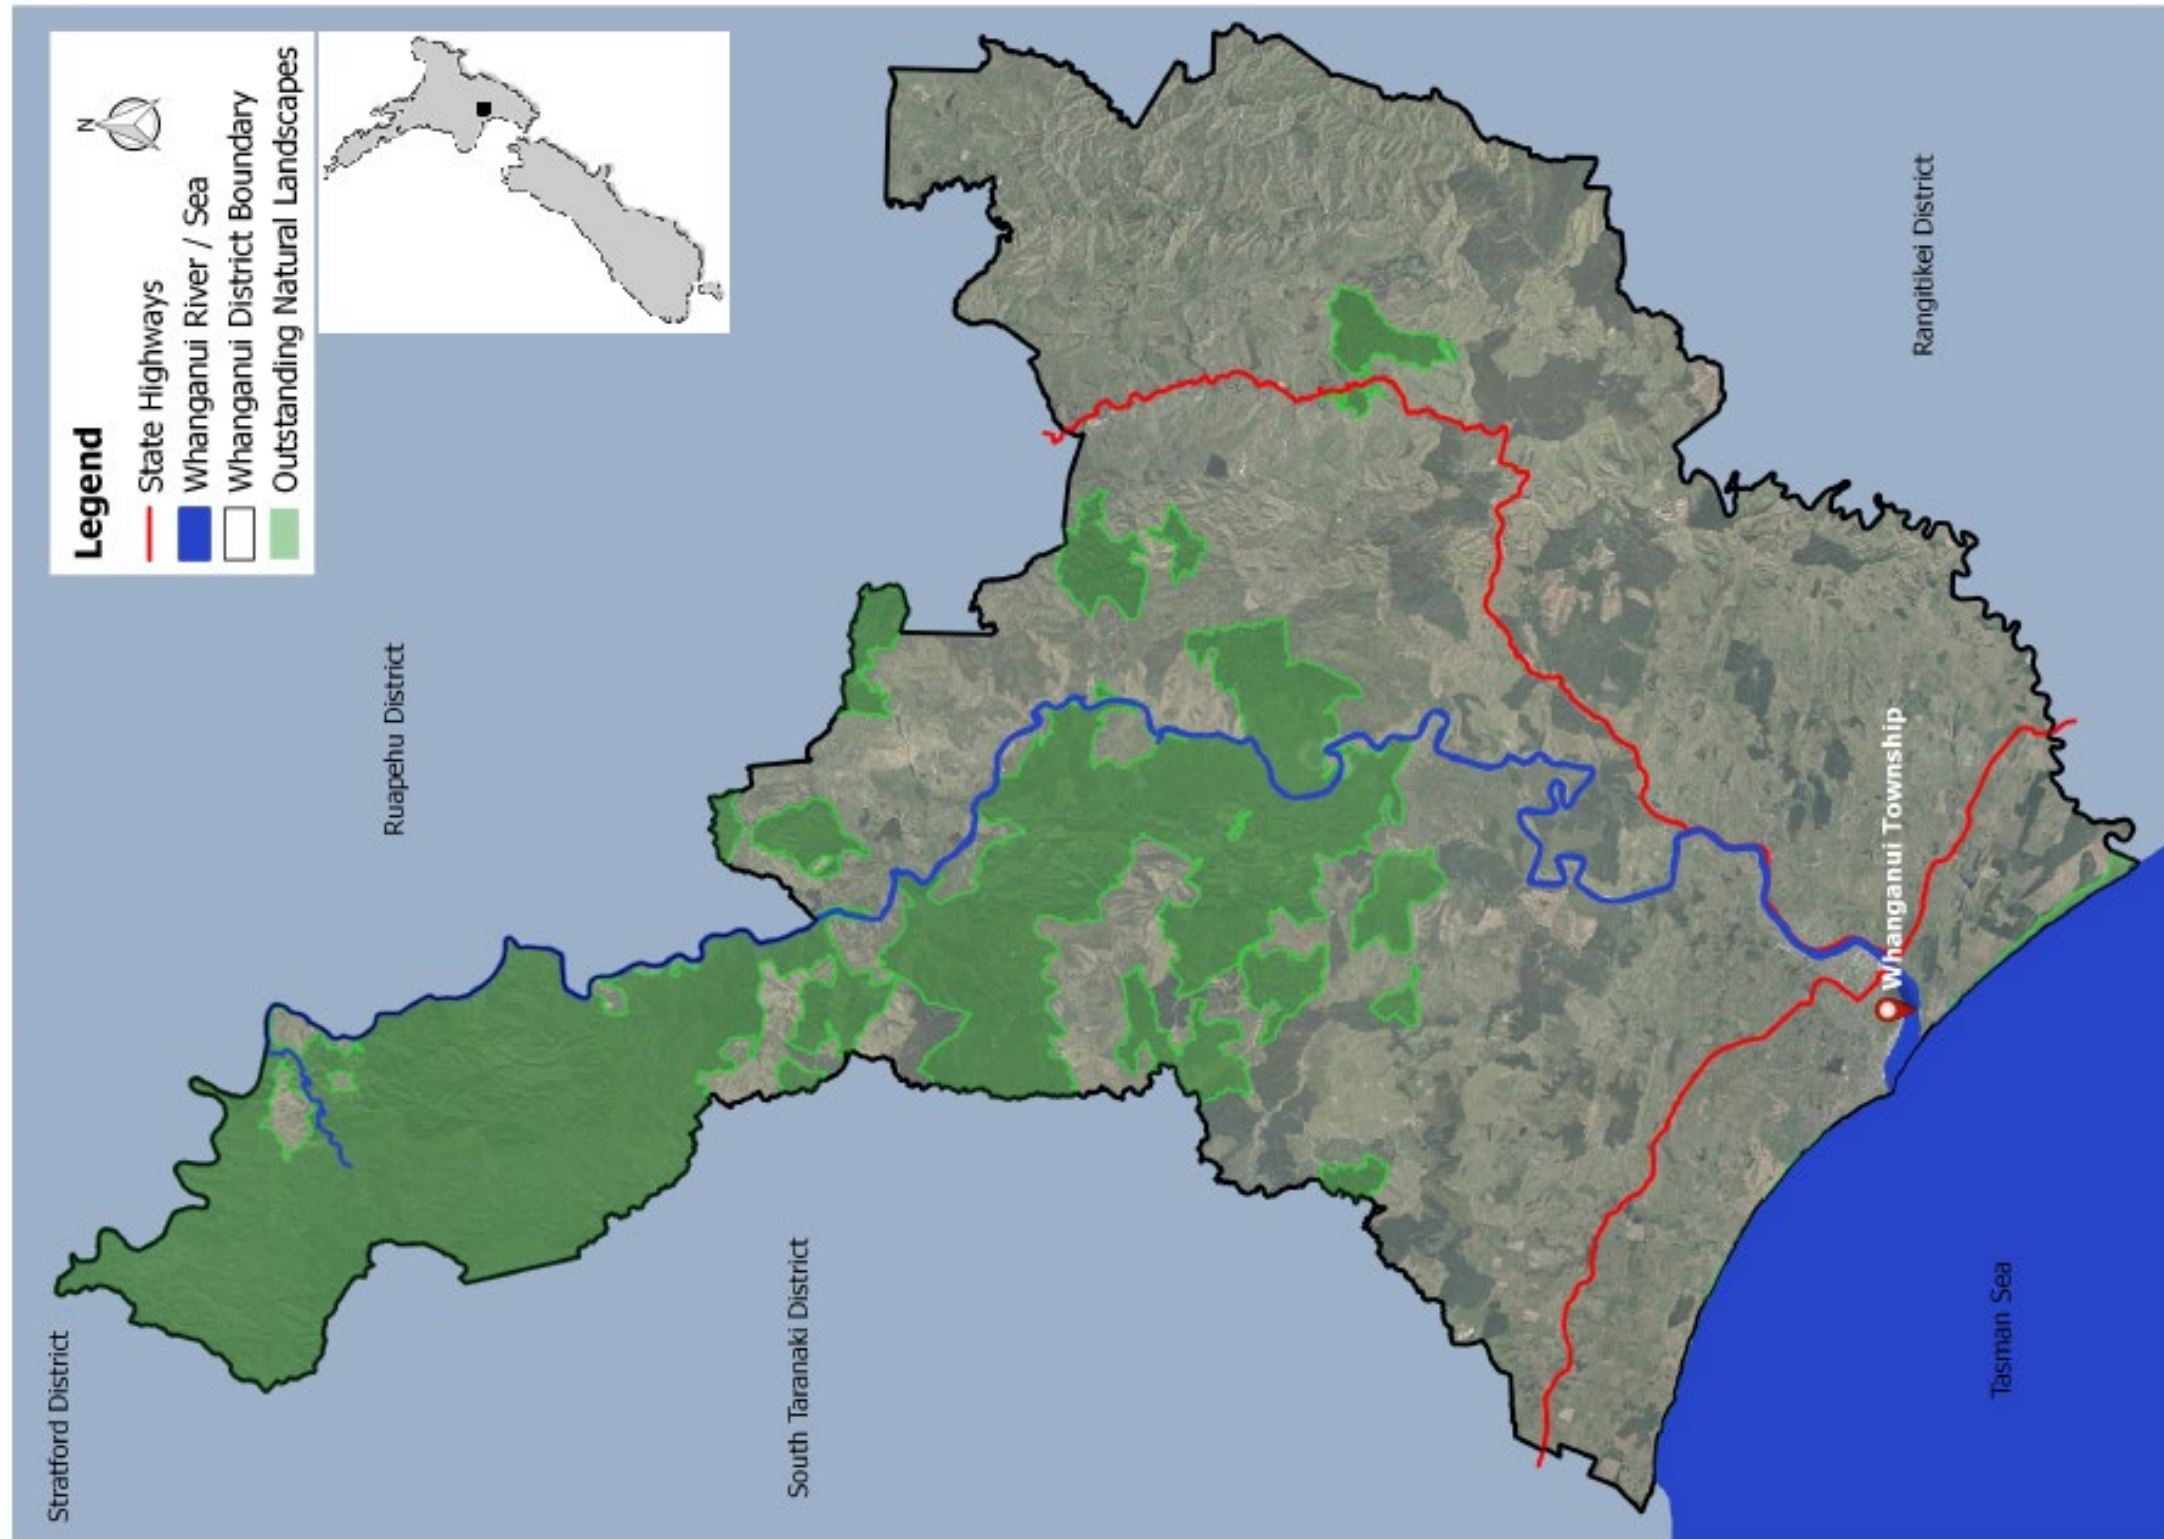 Legend
N
State Highways
Whanganui River / Sea
Whanganui District Boundary
Outstanding Natural Landscapes
Stratford District
Ruapehu District
South Taranaki District
Rangitikei District
Whanganui Township
Tasman Sea